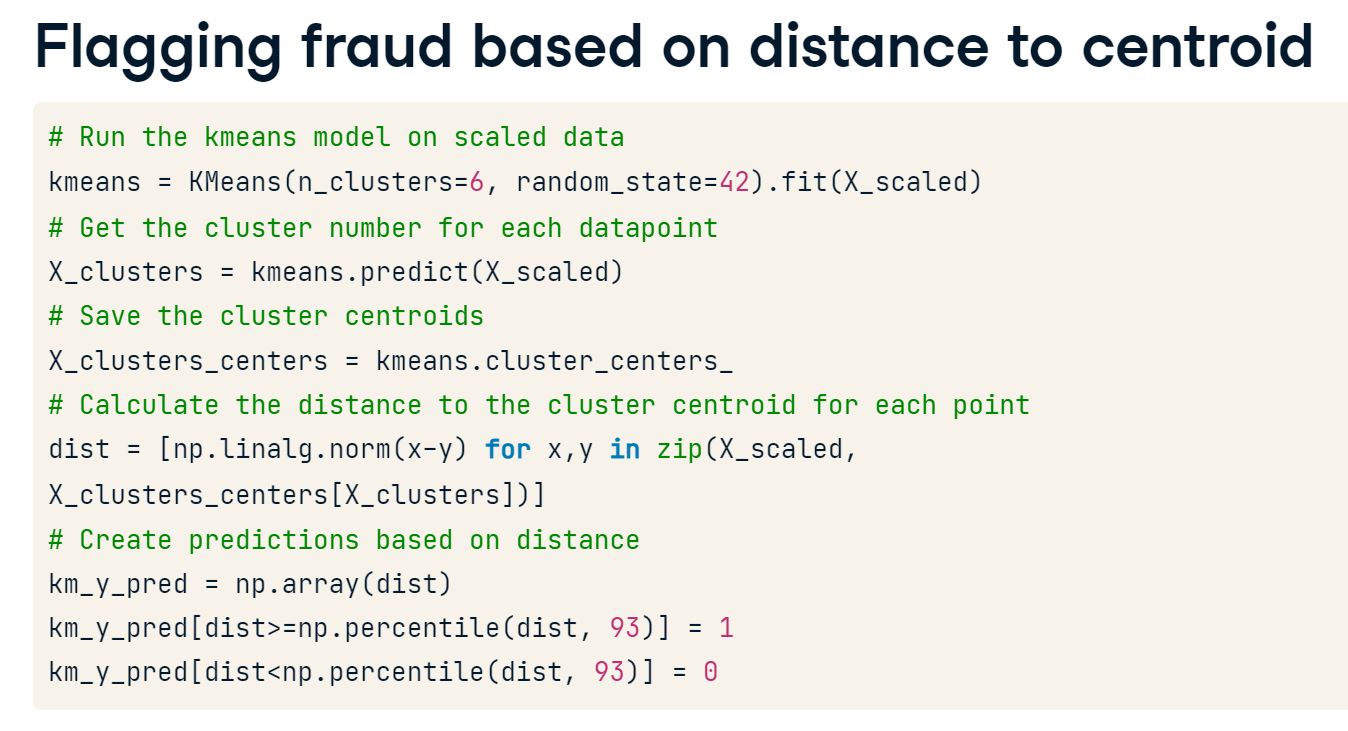 Flagging fraud based on distance to centroid
# Run the kmeans model on scaled data
kmeans = KMeans(n_clusters=6, random_state=42).fit(X_scaled)
# Get the cluster number for each datapoint
X_clusters = kmeans.predict(X_scaled)
# Save the cluster centroids
X_clusters_centers = kmeans.cluster_centers_
# Calculate the distance to the cluster centroid for each point
dist = [np.linalg.norm(x-y) for x,y in zip(X_scaled,
X_clusters_centers[X_clusters])]
# Create predictions based on distance
km_y_pred = np.array(dist)
km_y_pred[dist>=np.percentile(dist, 93)] = 1
km_y_pred[dist<np.percentile(dist, 93)] = 0